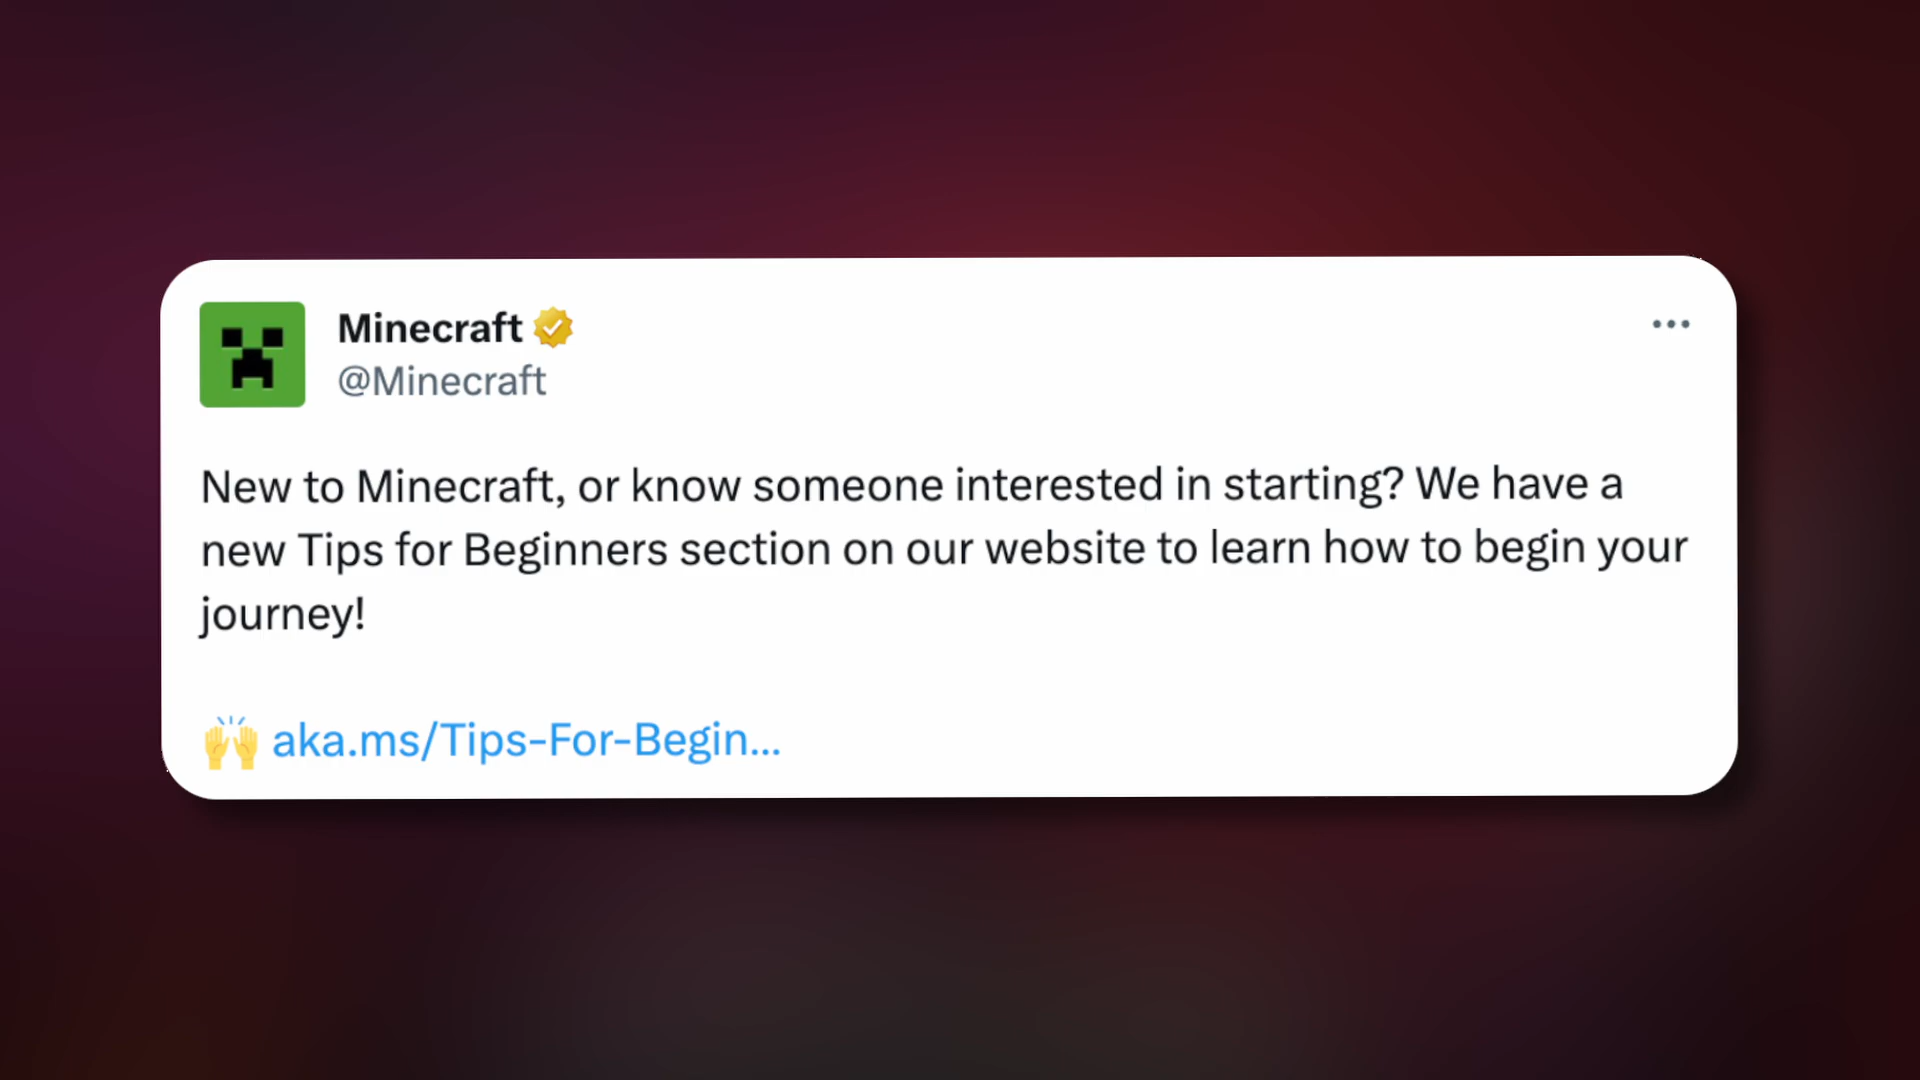 Minecraft
@Minecraft
New to Minecraft, or know someone interested in starting? We have a
new Tips for Beginners section on our website to learn how to begin your
journey!
🙌 aka.ms/Tips-For-Begin...